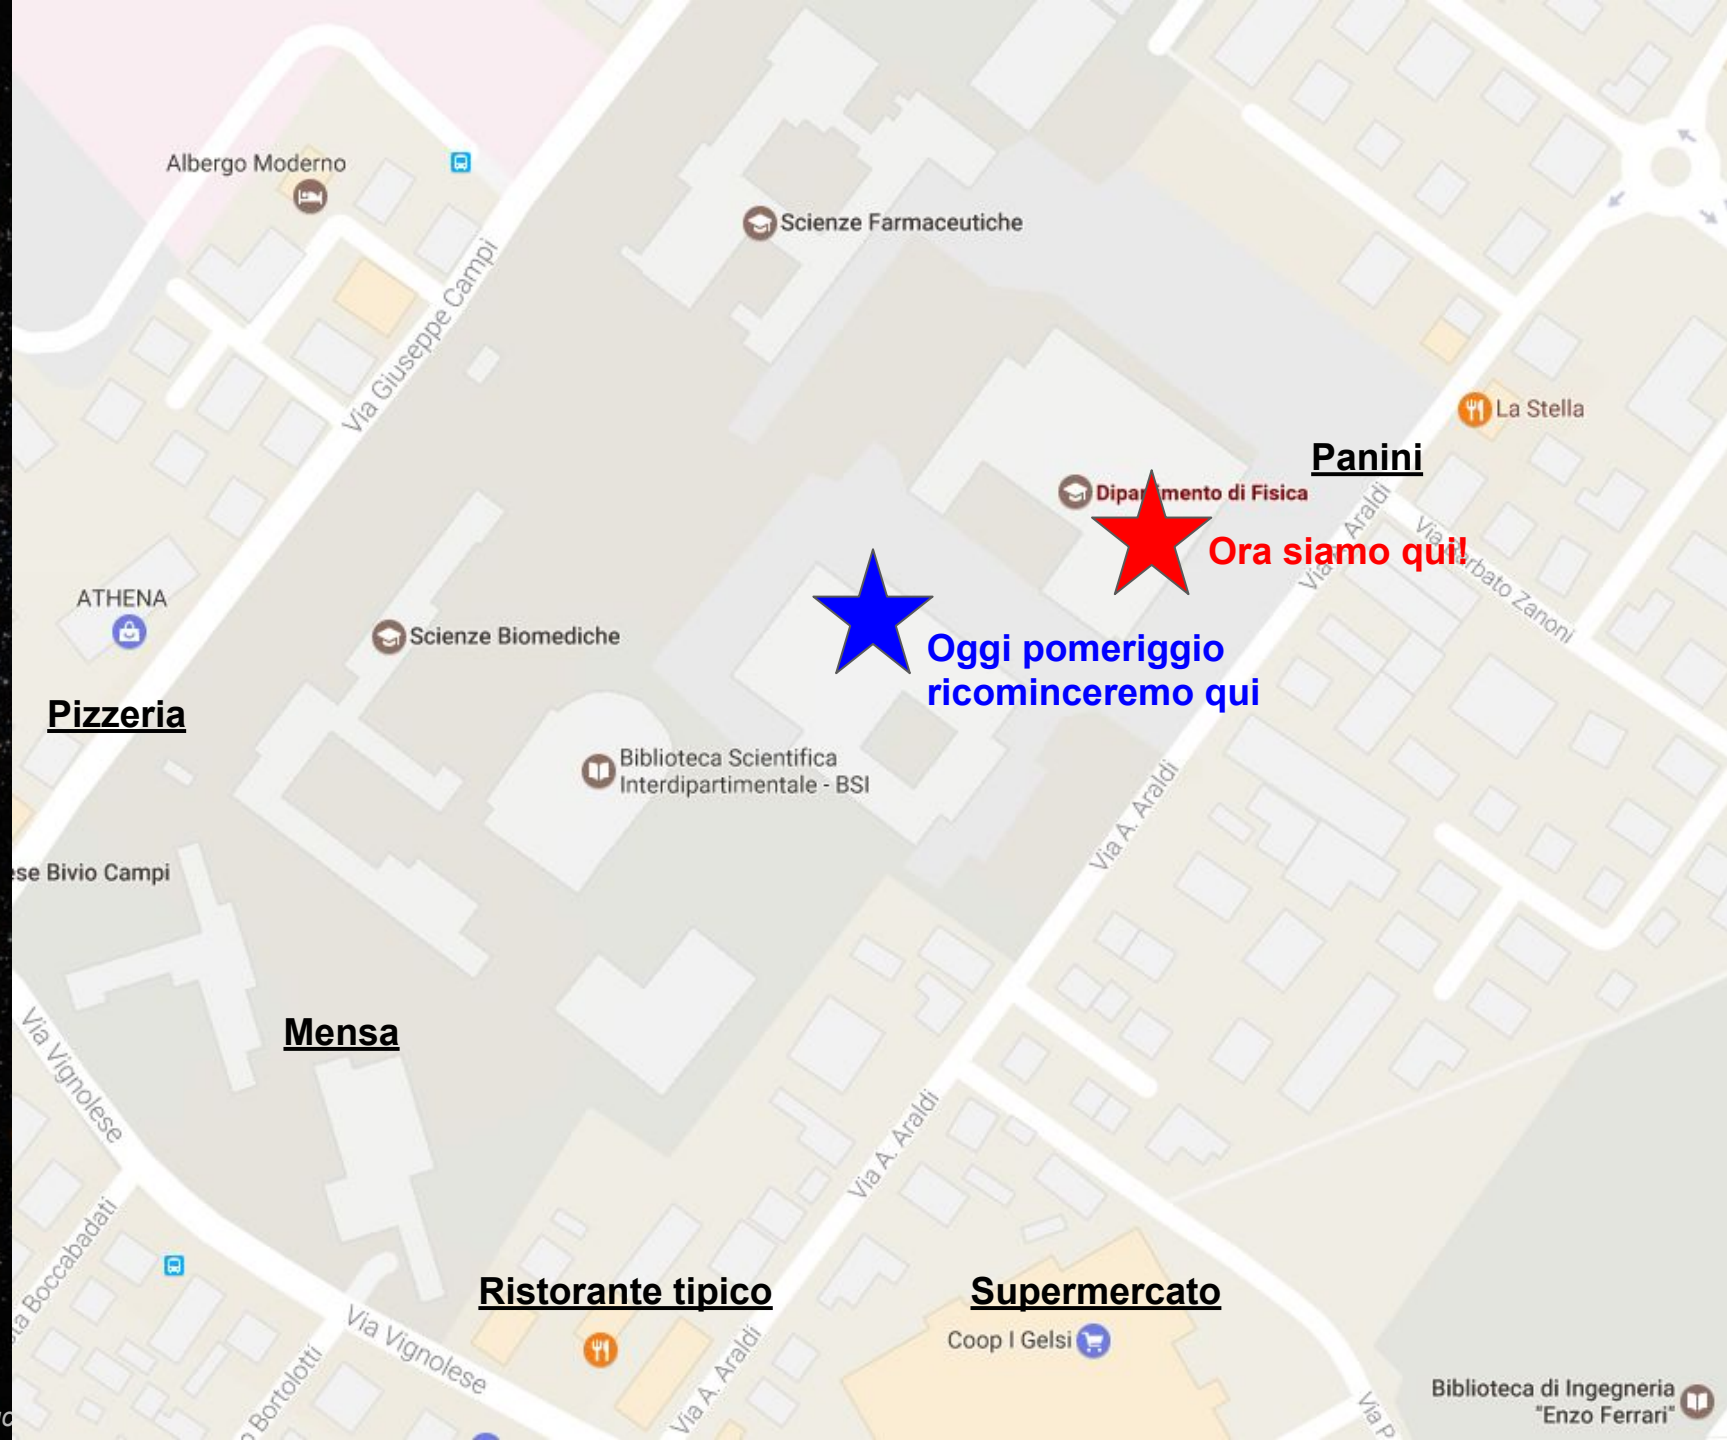 Albergo Moderno
Scienze Farmaceutiche
Via Giuseppe Campi
La Stella
Panini
Dipartimento di Fisica
Via A. Araldi
Ora siamo qui!
Via Barbato Zanoni
ATHENA
Scienze Biomediche
Oggi pomeriggio
ricominceremo qui
Pizzeria
Biblioteca Scientifica
Interdipartimentale - BSI
Via A. Araldi
se Bivio Campi
Mensa
Via Vignolese
Via A. Araldi
Boccabadati
Ristorante tipico
Supermercato
Via Vignolese
Coop I Gelsi
Via A. Araldi
Bortolotti
Biblioteca di Ingegneria
"Enzo Ferrari"
Via P